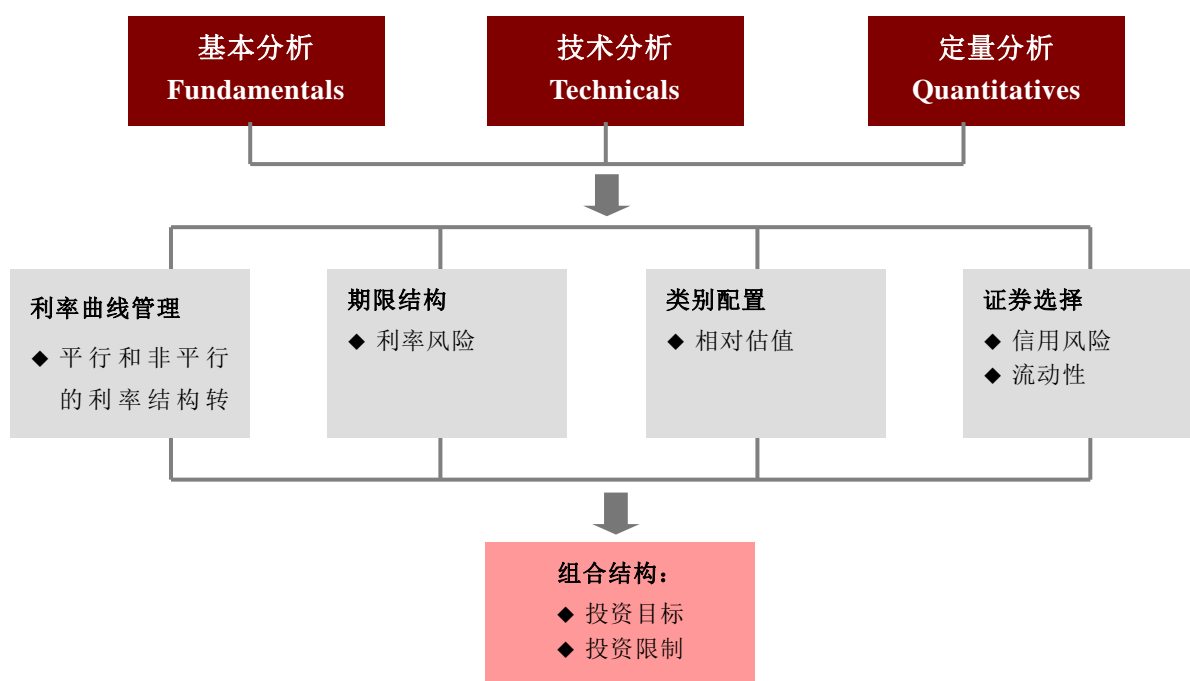 基本分析
Fundamentals
技术分析
Technicals
定量分析
Quantitatives
利率曲线管理
◆ 平行和非平行
的利率结构转
期限结构
◆ 利率风险
类别配置
◆ 相对估值
证券选择
◆ 信用风险
◆ 流动性
组合结构：
◆ 投资目标
◆ 投资限制